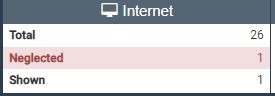 Internet
Total 26
Neglected 1
Shown 1